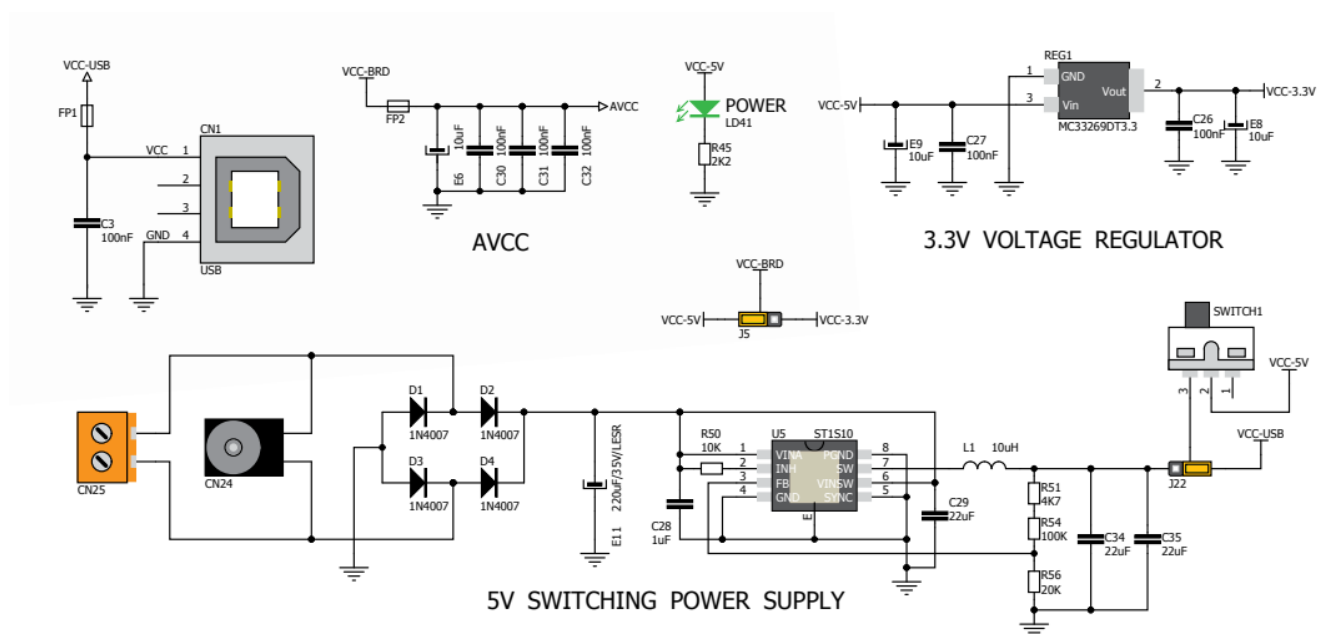 VCC-USB
FP1
CN1
VCC 1
2
3
GND 4
C3
100nF
USB
VCC-BRD
FP2
AVCC
E6 10uF
C30 100nF
C31 100nF
C32 100nF
AVCC
VCC-5V
POWER
LD41
R45
2K2
REG1
1 GND
VCC-5V
3 Vin
Vout 2
VCC-3.3V
MC33269DT3.3
E9
10uF
C27
100nF
C26
100nF
E8
10uF
3.3V VOLTAGE REGULATOR
VCC-BRD
VCC-5V
VCC-3.3V
J5
SWITCH1
3 2 1
VCC-5V
VCC-USB
J22
CN25
CN24
D1
1N4007
D2
1N4007
D3
1N4007
D4
1N4007
E11 220uF/35V/LESR
R50
10K
U5 ST1S10
1 VINA PGND 8
2 INH SW 7
3 FB VINSW 6
4 GND SYNC 5
E
C28
1uF
C29
22uF
L1 10uH
R51
4K7
R54
100K
R56
20K
C34
22uF
C35
22uF
5V SWITCHING POWER SUPPLY